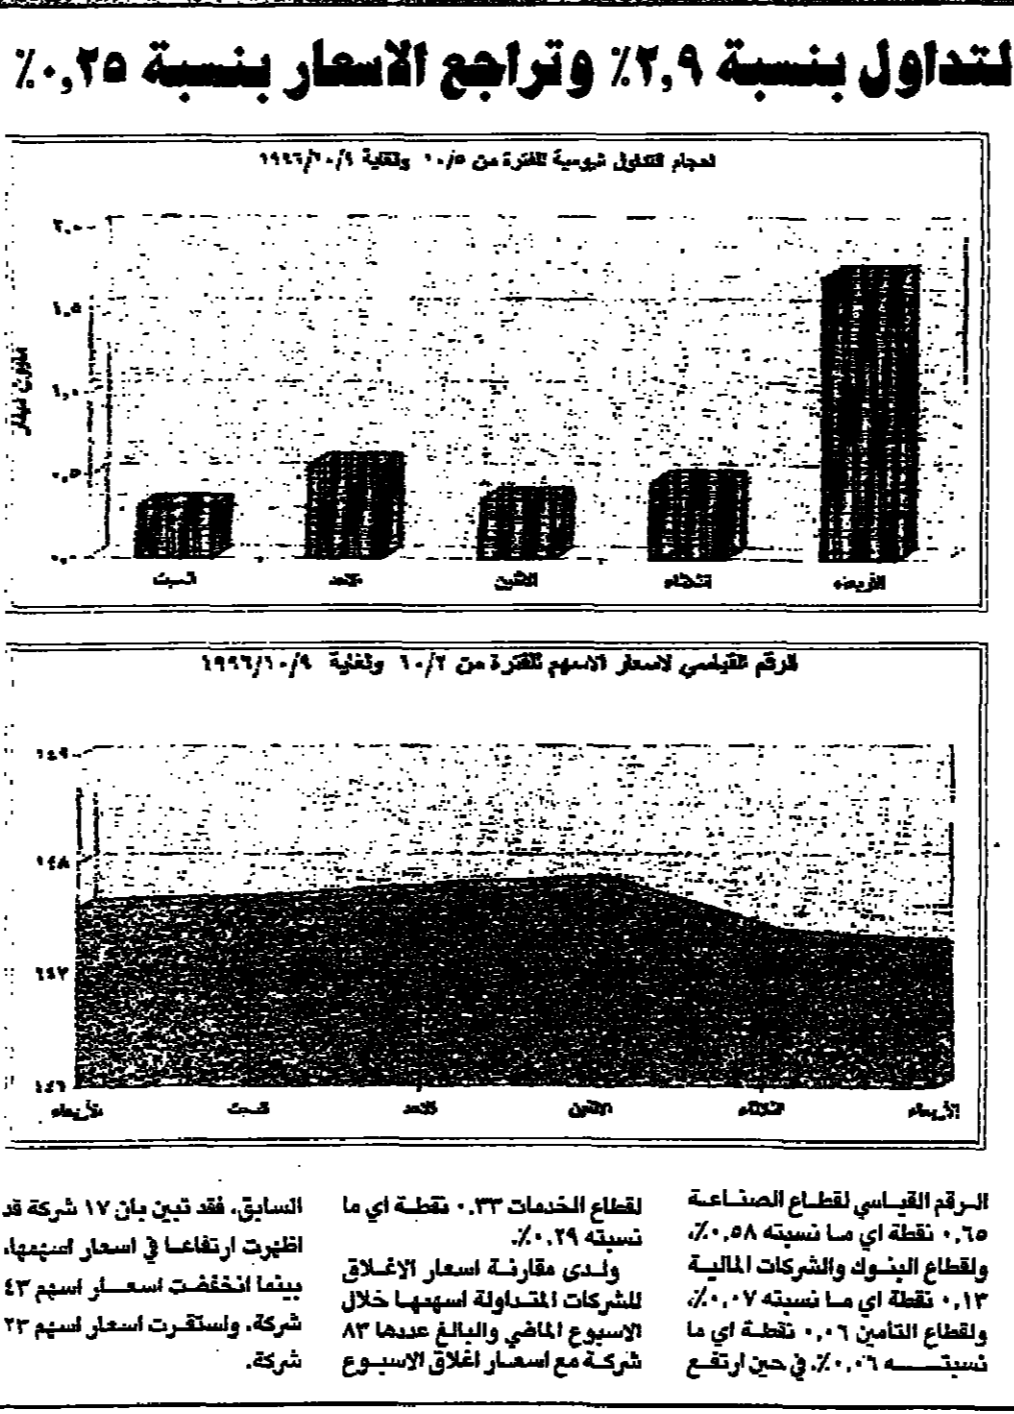 لتداول بنسبة ٢,٩٪ وتراجع الاسعار بنسبة ٠,٢٥٪
احجام التداول اليومية للفترة من ١٠/٥ ولغاية ١٩٩٦/١٠/٩
٢,٠
١,٥
١,٠
٠,٥
٠,٠
السبت
الاحد
الاثنين
الثلاثاء
الاربعاء
الرقم القياسي لاسعار الاسهم للفترة من ١٠/٢ ولغاية ١٩٩٦/١٠/٩
١٤٩
١٤٨
١٤٧
١٤٦
الأربعاء
السبت
الاحد
الاثنين
الثلاثاء
الأربعاء
الرقم القياسي لقطاع الصناعة
٠,٦٥ نقطة اي ما نسبته ٠,٥٨٪،
ولقطاع البنوك والشركات المالية
٠,١٣ نقطة اي ما نسبته ٠,٠٧٪،
ولقطاع التأمين ٠,٠٦ نقطة اي ما
نسبته ٠,٠٦٪، في حين ارتفع
لقطاع الخدمات ٠,٣٣ نقطة اي ما
نسبته ٠,٢٩٪.
ولدى مقارنة اسعار الاغلاق
للشركات المتداولة اسهمها خلال
الاسبوع الماضي والبالغ عددها ٨٣
شركة مع اسعار اغلاق الاسبوع
السابق، فقد تبين بان ١٧ شركة قد
اظهرت ارتفاعا في اسعار اسهمها،
بينما انخفضت اسعار اسهم ٤٣
شركة، واستقرت اسعار اسهم ٢٣
شركة.